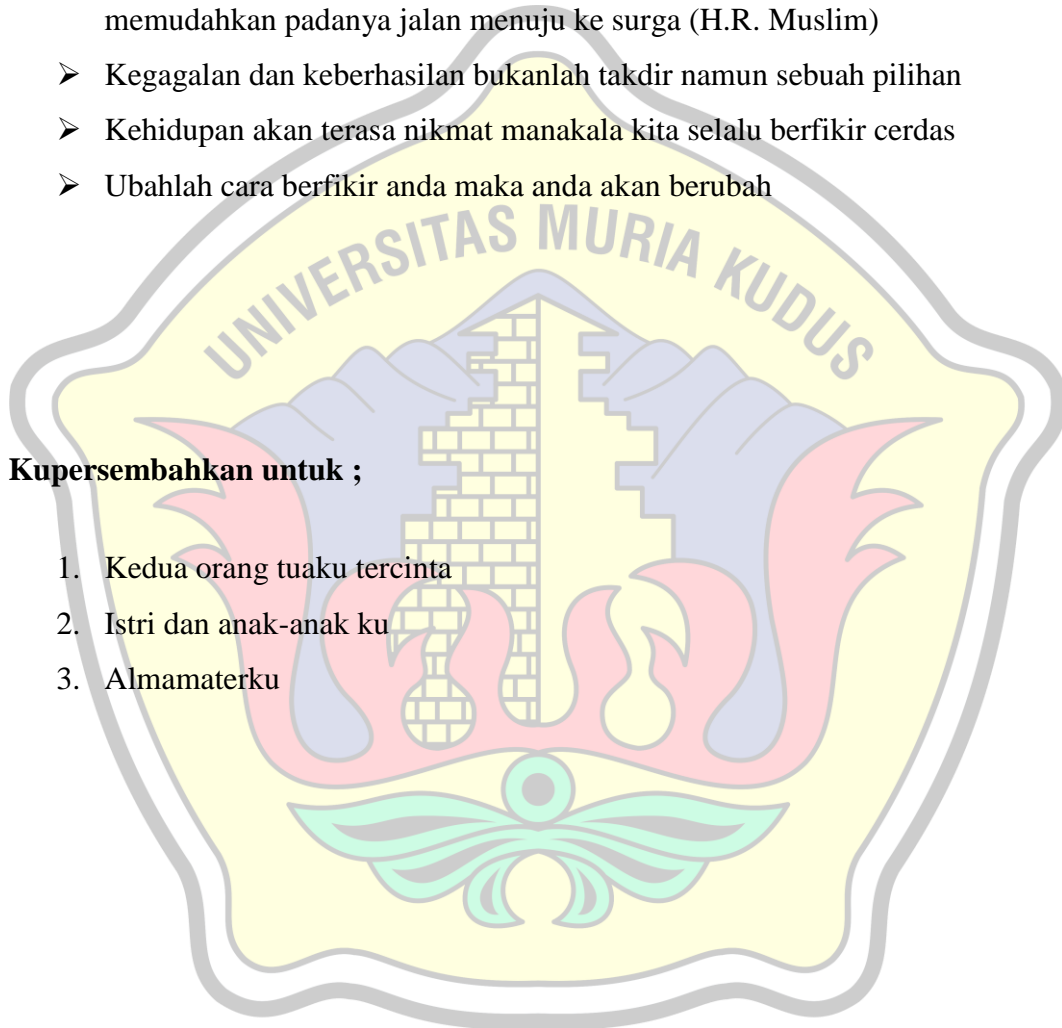 memudahkan padanya jalan menuju ke surga (H.R. Muslim)
➢ Kegagalan dan keberhasilan bukanlah takdir namun sebuah pilihan
➢ Kehidupan akan terasa nikmat manakala kita selalu berfikir cerdas
➢ Ubahlah cara berfikir anda maka anda akan berubah
UNIVERSITAS MURIA KUDUS
Kupersembahkan untuk ;
1. Kedua orang tuaku tercinta
2. Istri dan anak-anak ku
3. Almamaterku